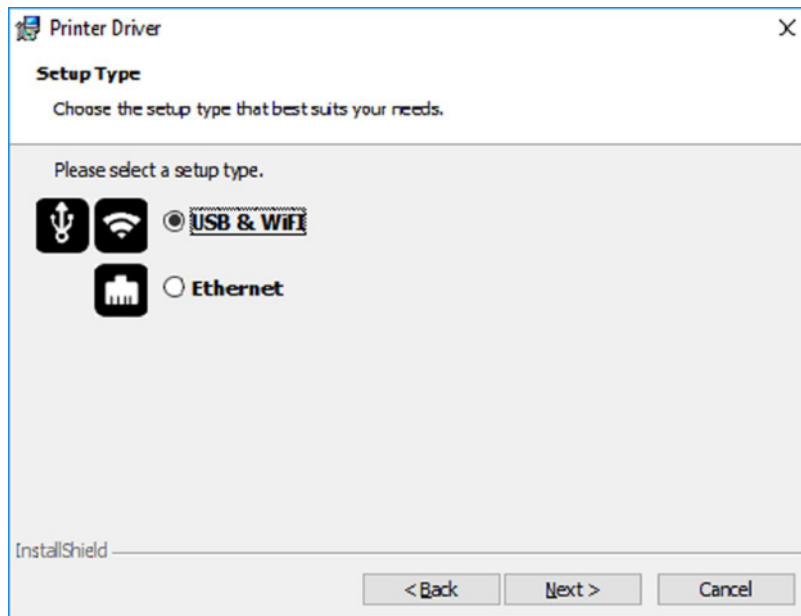 Printer Driver
Setup Type
Choose the setup type that best suits your needs.
Please select a setup type.
USB & WiFI
Ethernet
InstallShield
< Back Next > Cancel